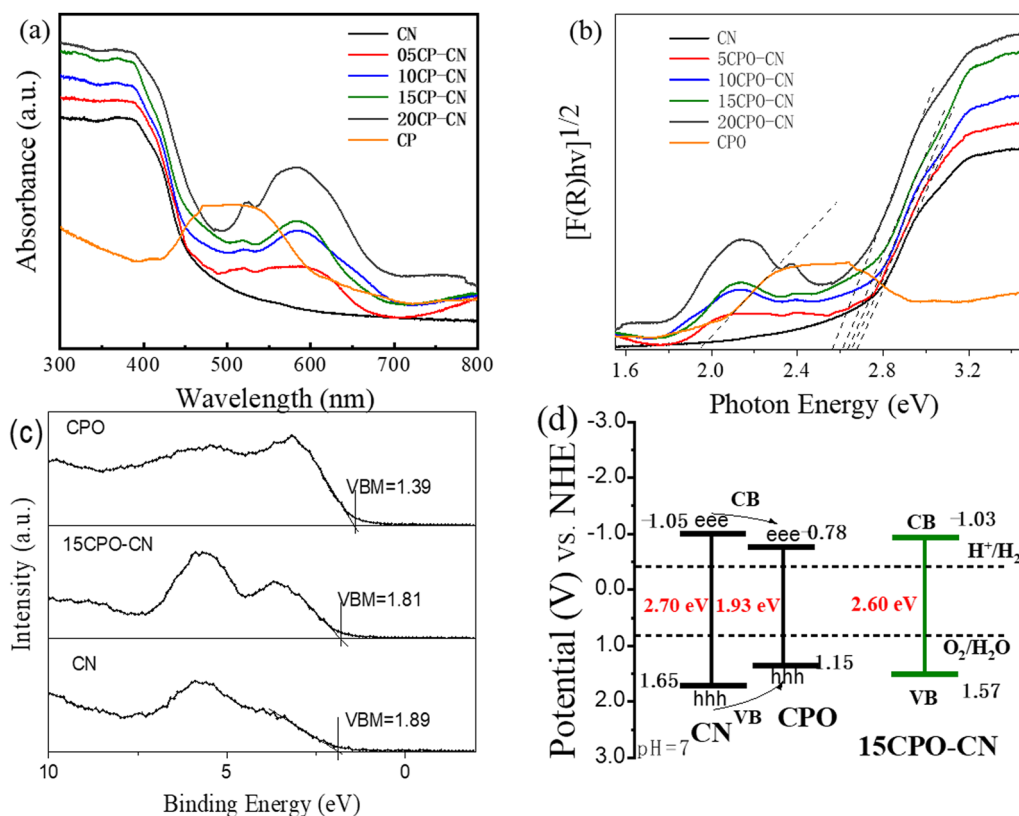 (a)
CN
05CP-CN
10CP-CN
15CP-CN
20CP-CN
CP
Absorbance (a.u.)
300 400 500 600 700 800
Wavelength (nm)
(b)
CN
5CPO-CN
10CPO-CN
15CPO-CN
20CPO-CN
CPO
[F(R)hv]1/2
1.6 2.0 2.4 2.8 3.2
Photon Energy (eV)
(c)
CPO
VBM=1.39
15CPO-CN
VBM=1.81
CN
VBM=1.89
Intensity (a.u.)
10 5 0
Binding Energy (eV)
(d)
Potential (V) vs. NHE
-3.0
-2.0
-1.0
0.0
1.0
2.0
3.0
CB
-1.05 eee
eee -0.78
CB -1.03
H+/H2
2.70 eV 1.93 eV 2.60 eV
O2/H2O
1.65 hhh
hhh 1.15
VB 1.57
VB
CN CPO
15CPO-CN
pH=7